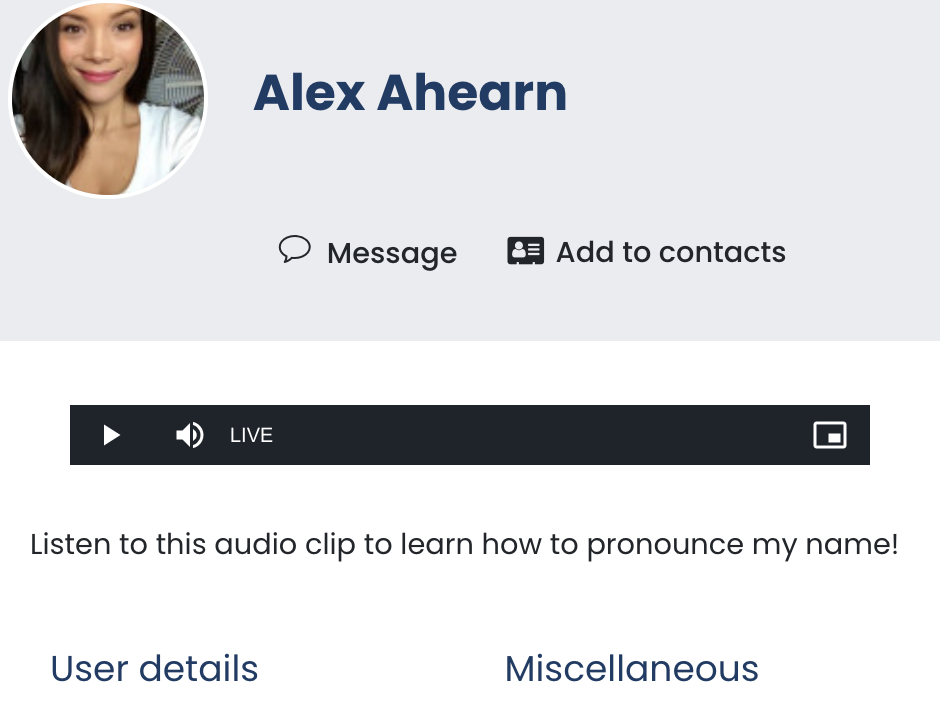 Alex Ahearn
Message Add to contacts
LIVE
Listen to this audio clip to learn how to pronounce my name!
User details Miscellaneous